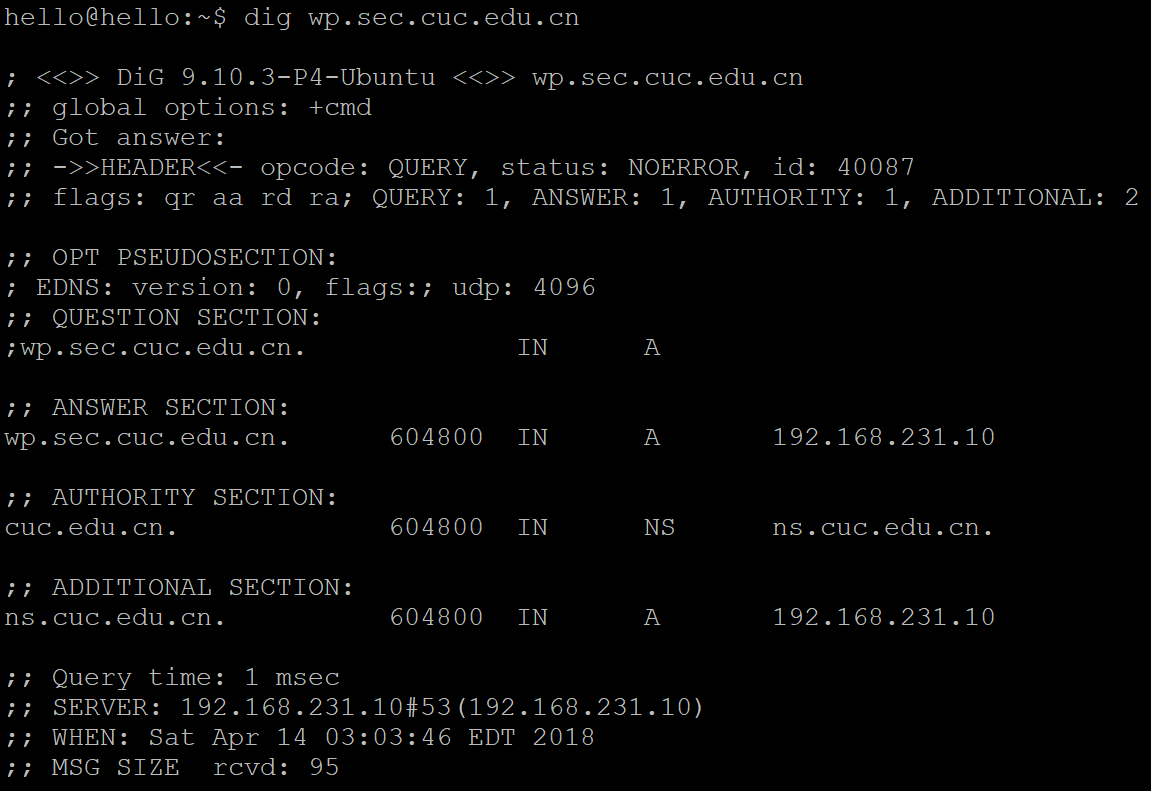 hello@hello:~$ dig wp.sec.cuc.edu.cn
; <<>> DiG 9.10.3-P4-Ubuntu <<>> wp.sec.cuc.edu.cn
;; global options: +cmd
;; Got answer:
;; ->>HEADER<<- opcode: QUERY, status: NOERROR, id: 40087
;; flags: qr aa rd ra; QUERY: 1, ANSWER: 1, AUTHORITY: 1, ADDITIONAL: 2
;; OPT PSEUDOSECTION:
; EDNS: version: 0, flags:; udp: 4096
;; QUESTION SECTION:
;wp.sec.cuc.edu.cn. IN A
;; ANSWER SECTION:
wp.sec.cuc.edu.cn. 604800 IN A 192.168.231.10
;; AUTHORITY SECTION:
cuc.edu.cn. 604800 IN NS ns.cuc.edu.cn.
;; ADDITIONAL SECTION:
ns.cuc.edu.cn. 604800 IN A 192.168.231.10
;; Query time: 1 msec
;; SERVER: 192.168.231.10#53(192.168.231.10)
;; WHEN: Sat Apr 14 03:03:46 EDT 2018
;; MSG SIZE  rcvd: 95